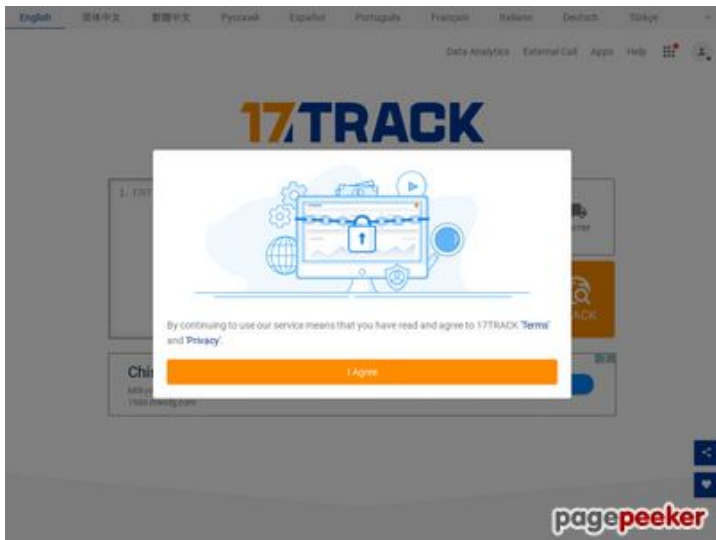 English 简体中文 繁體中文 Русский Español Português Français Italiano Deutsch Türkçe
Data Analytics External Call Apps Help
17TRACK
By continuing to use our service means that you have read and agree to 17TRACK 'Terms'
and 'Privacy'.
I Agree
pagepeeker